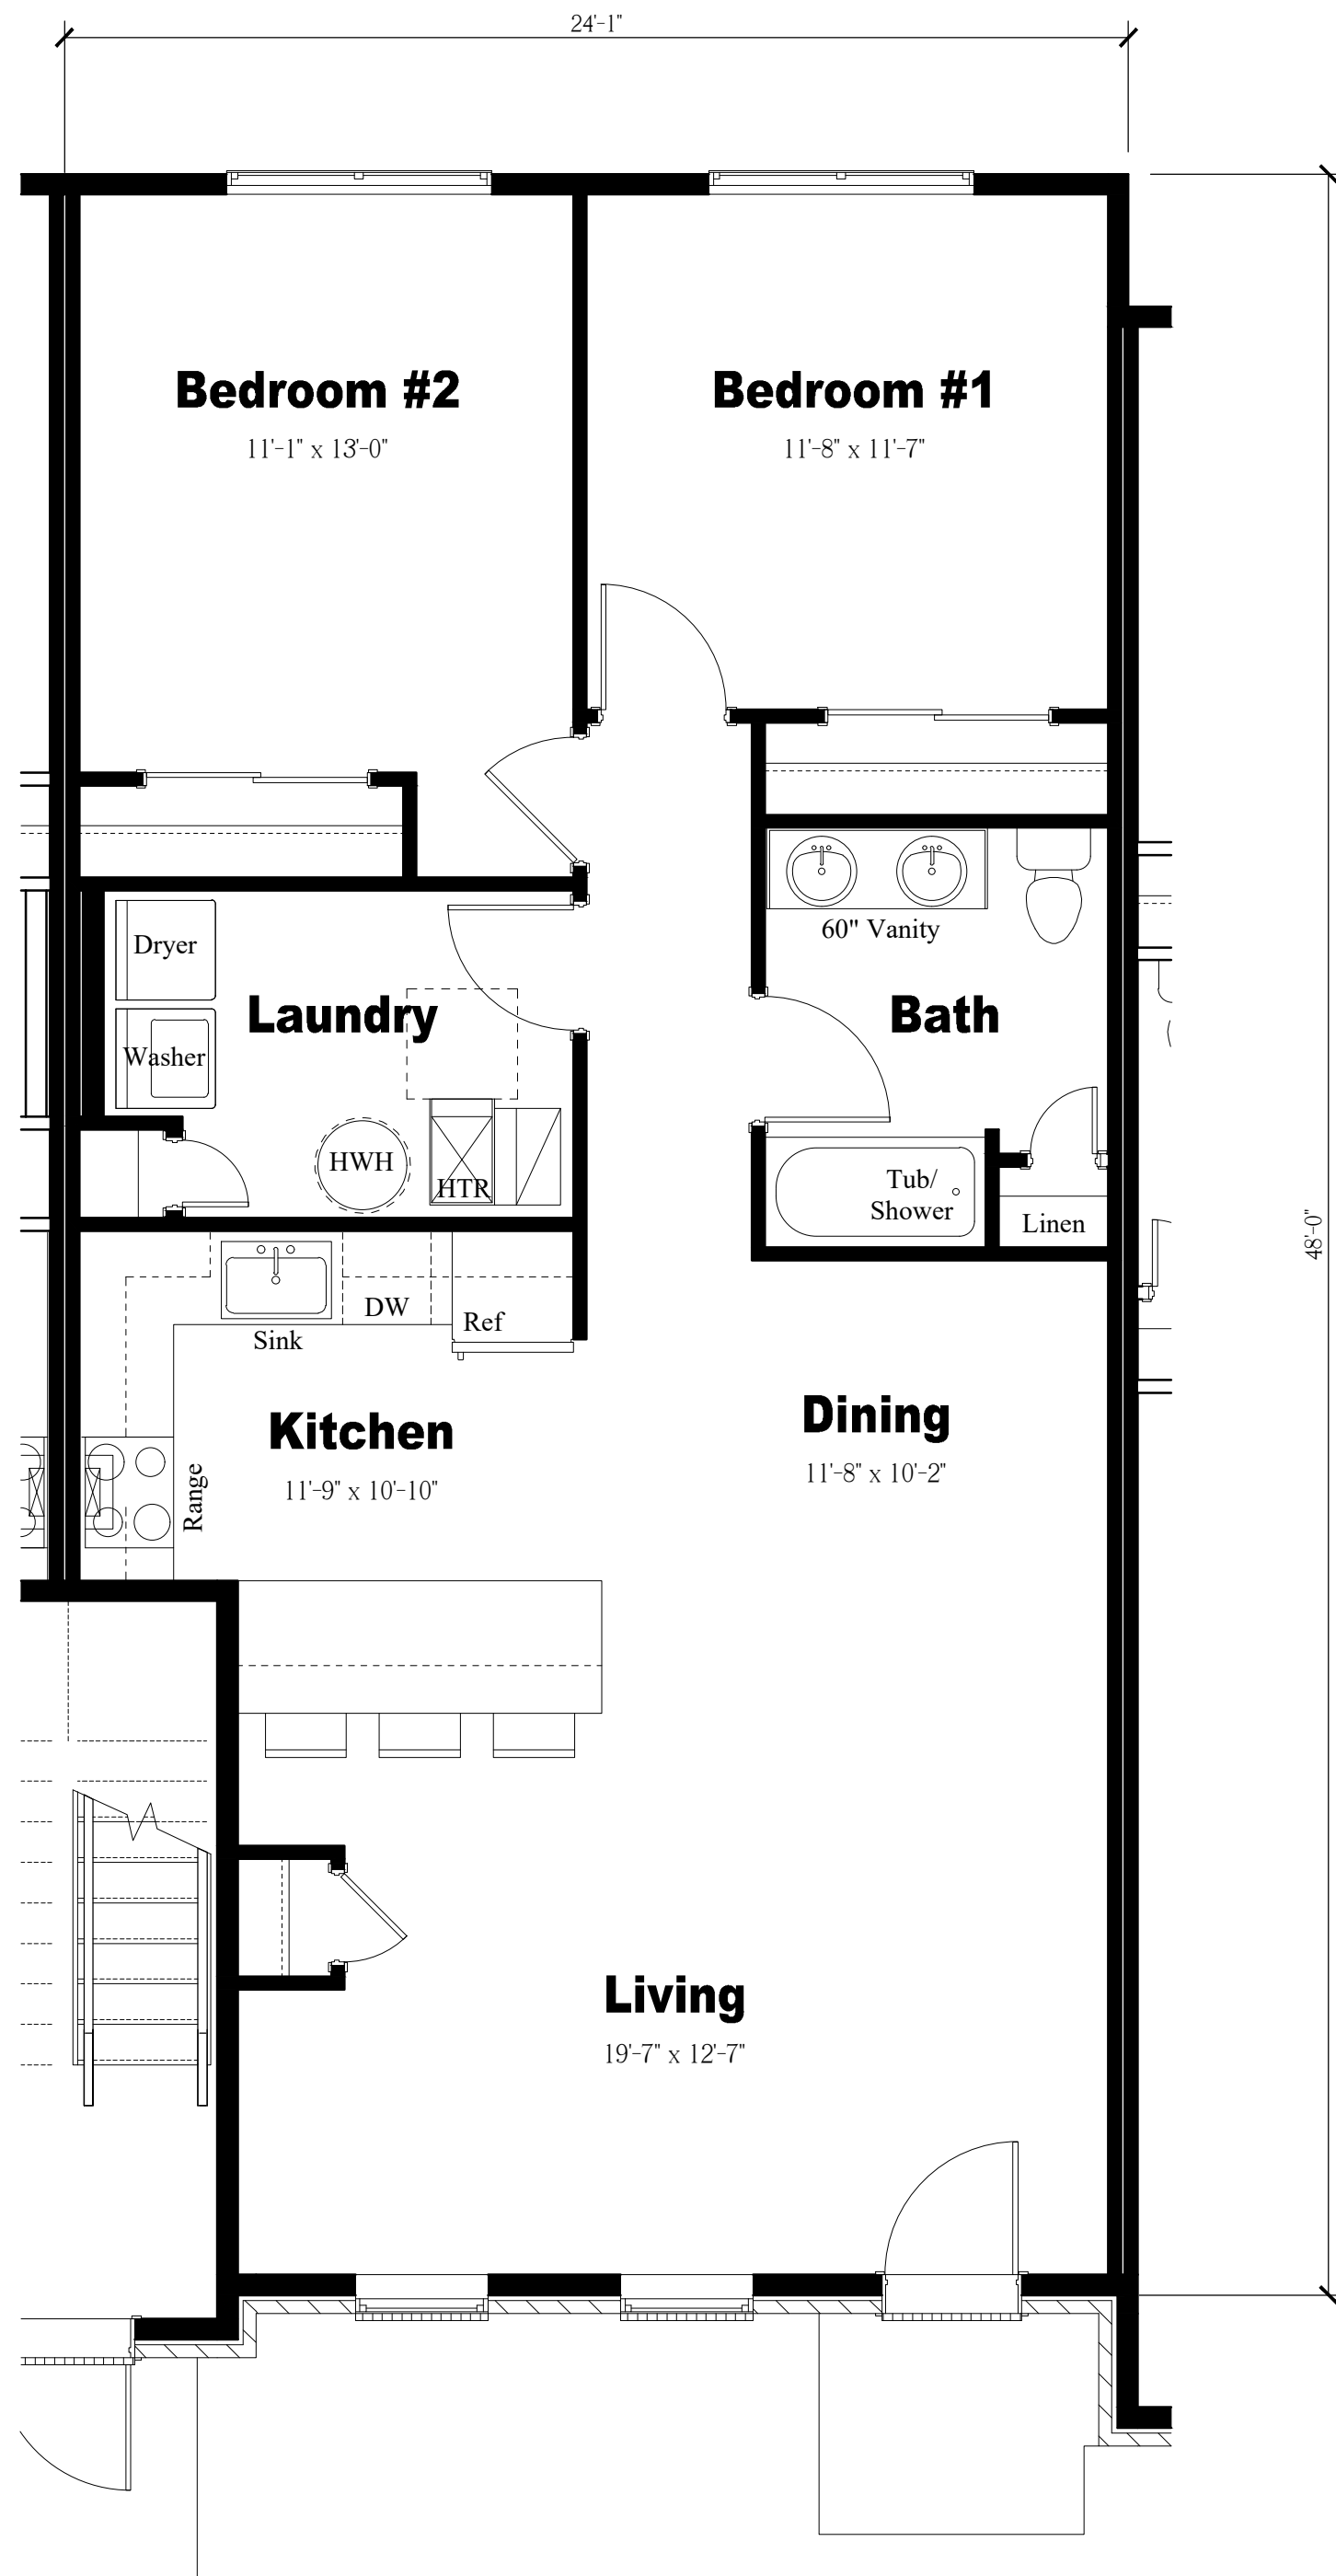 24'-1"
Bedroom #2
11'-1" x 13'-0"
Bedroom #1
11'-8" x 11'-7"
60" Vanity
Dryer
Laundry
Bath
Washer
HWH
HTR
Tub/
Shower
Linen
48'-0"
DW
Ref
Sink
Kitchen
11'-9" x 10'-10"
Range
Dining
11'-8" x 10'-2"
Living
19'-7" x 12'-7"